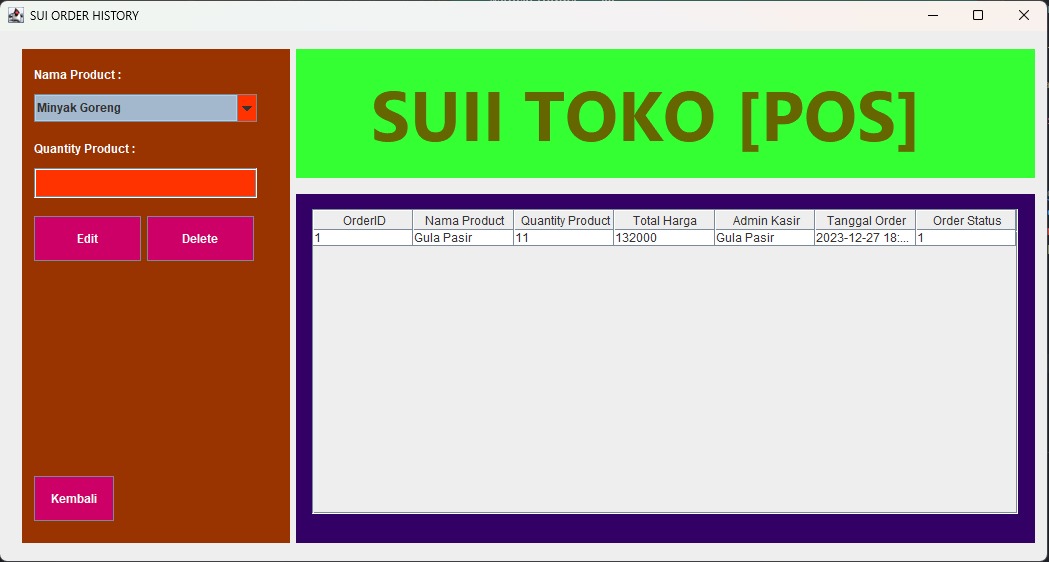 SUI ORDER HISTORY
Nama Product :
Minyak Goreng
Quantity Product :
Edit Delete
Kembali
SUII TOKO [POS]
OrderID Nama Product Quantity Product Total Harga Admin Kasir Tanggal Order Order Status
1 Gula Pasir 11 132000 Gula Pasir 2023-12-27 18:... 1